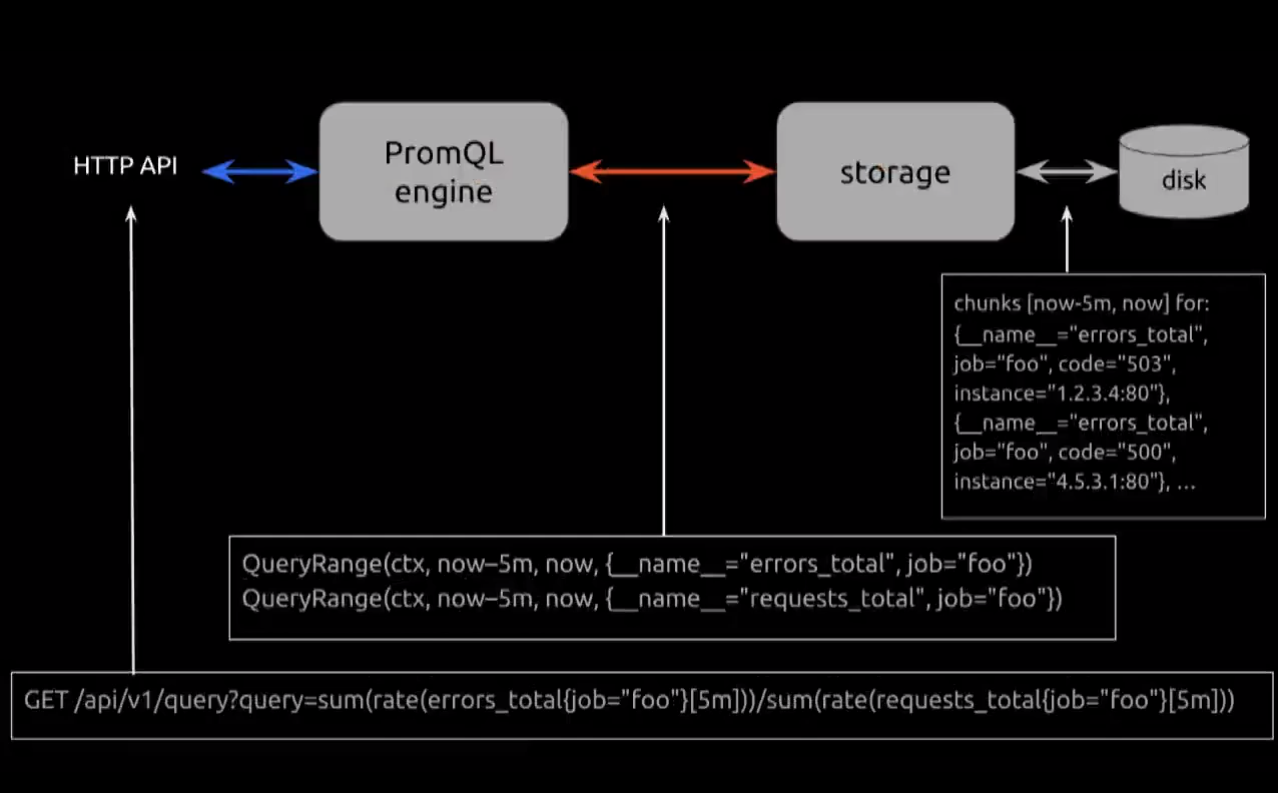 HTTP API
PromQL
engine
storage
disk
chunks [now-5m, now] for:
{__name__="errors_total",
job="foo", code="503",
instance="1.2.3.4:80"},
{__name__="errors_total",
job="foo", code="500",
instance="4.5.3.1:80"}, ...
QueryRange(ctx, now–5m, now, {__name__="errors_total", job="foo"})
QueryRange(ctx, now–5m, now, {__name__="requests_total", job="foo"})
GET /api/v1/query?query=sum(rate(errors_total{job="foo"}[5m]))/sum(rate(requests_total{job="foo"}[5m]))